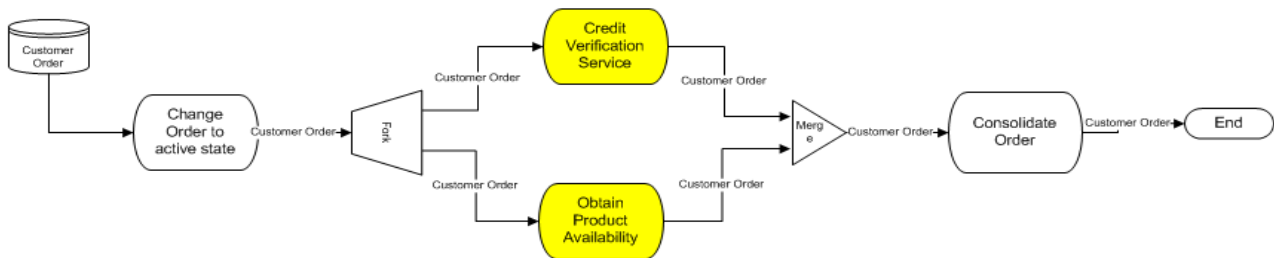 Customer
Order
Change
Order to
active state
Customer Order
Fork
Customer Order
Customer Order
Credit
Verification
Service
Obtain
Product
Availability
Customer Order
Customer Order
Merg
e
Customer Order
Consolidate
Order
Customer Order
End